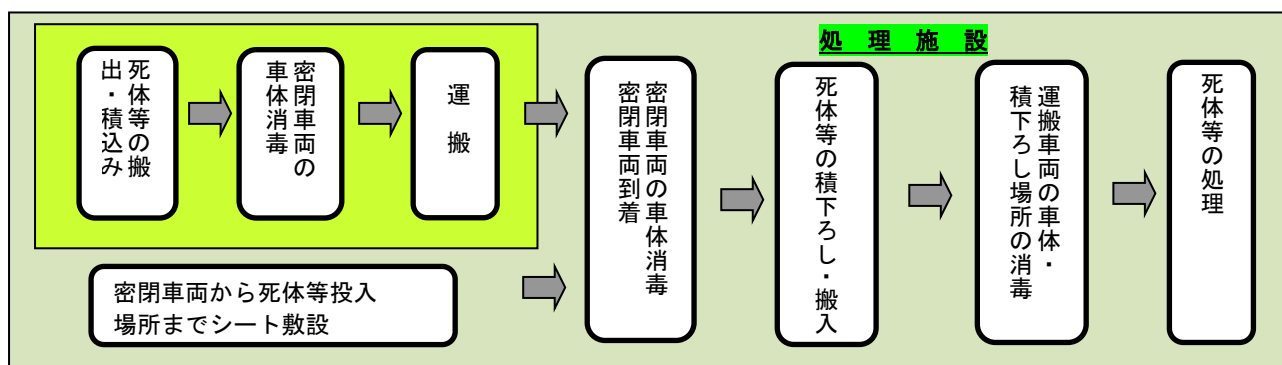 処　理　施　設
死体等の搬
出・積込み
密閉車両の
車体消毒
運　搬
密閉車両の車体消毒
密閉車両到着
死体等の積下ろし・搬入
運搬車両の車体・
積下ろし場所の消毒
死体等の処理
密閉車両から死体等投入
場所までシート敷設